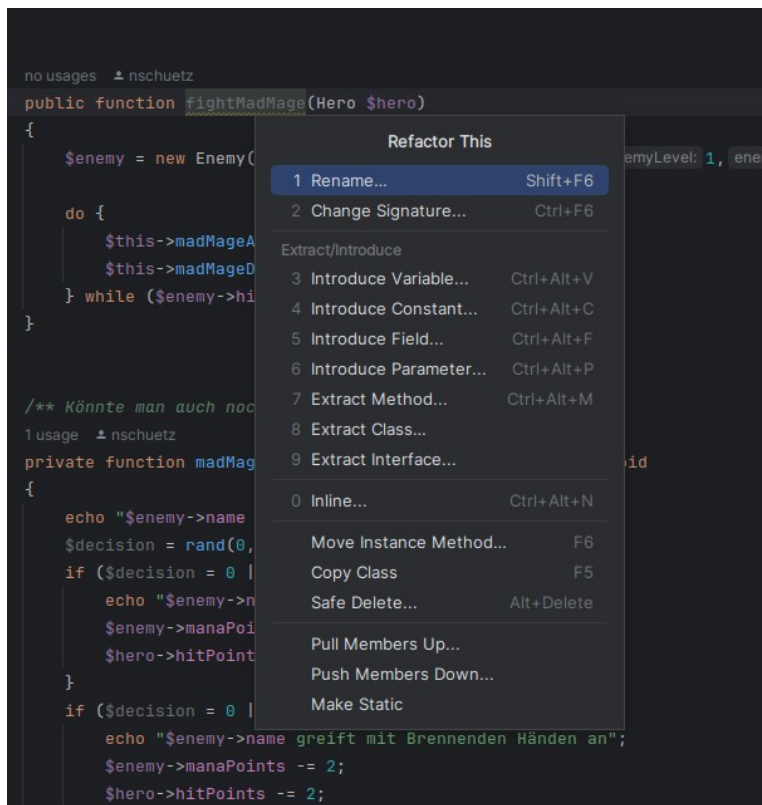 no usages nschuetz
public function fightMadMage(Hero $hero)
{
Refactor This
$enemy = new Enemy( emyLevel: 1, ene
1 Rename... Shift+F6
do { 2 Change Signature... Ctrl+F6
$this->madMageA Extract/Introduce
$this->madMageD 3 Introduce Variable... Ctrl+Alt+V
} while ($enemy->hi 4 Introduce Constant... Ctrl+Alt+C
} 5 Introduce Field... Ctrl+Alt+F
6 Introduce Parameter... Ctrl+Alt+P
/** Könnte man auch noc 7 Extract Method... Ctrl+Alt+M
1 usage nschuetz 8 Extract Class...
private function madMag 9 Extract Interface... id
{
0 Inline... Ctrl+Alt+N
echo "$enemy->name
$decision = rand(0, Move Instance Method... F6
if ($decision = 0 | Copy Class F5
echo "$enemy->n Safe Delete... Alt+Delete
$enemy->manaPoi
$hero->hitPoint Pull Members Up...
} Push Members Down...
if ($decision = 0 | Make Static
echo "$enemy->name greift mit Brennenden Händen an";
$enemy->manaPoints -= 2;
$hero->hitPoints -= 2;